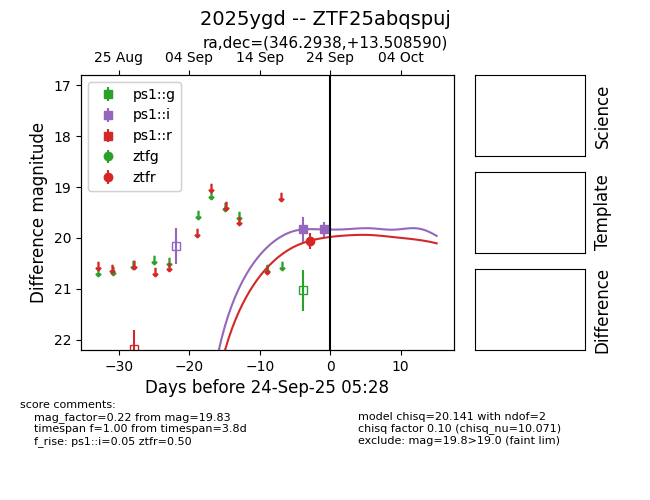 2025ygd -- ZTF25abqspuj
ra,dec=(346.2938,+13.508590)
25 Aug 04 Sep 14 Sep 24 Sep 04 Oct
17
18
19
20
21
22
Difference magnitude
ps1::g
ps1::i
ps1::r
ztfg
ztfr
−30 −20 −10 0 10
Days before 24-Sep-25 05:28
Science
Template
Difference
score comments:
mag_factor=0.22 from mag=19.83
timespan f=1.00 from timespan=3.8d
f_rise: ps1::i=0.05 ztfr=0.50
model chisq=20.141 with ndof=2
chisq factor 0.10 (chisq_nu=10.071)
exclude: mag=19.8>19.0 (faint lim)